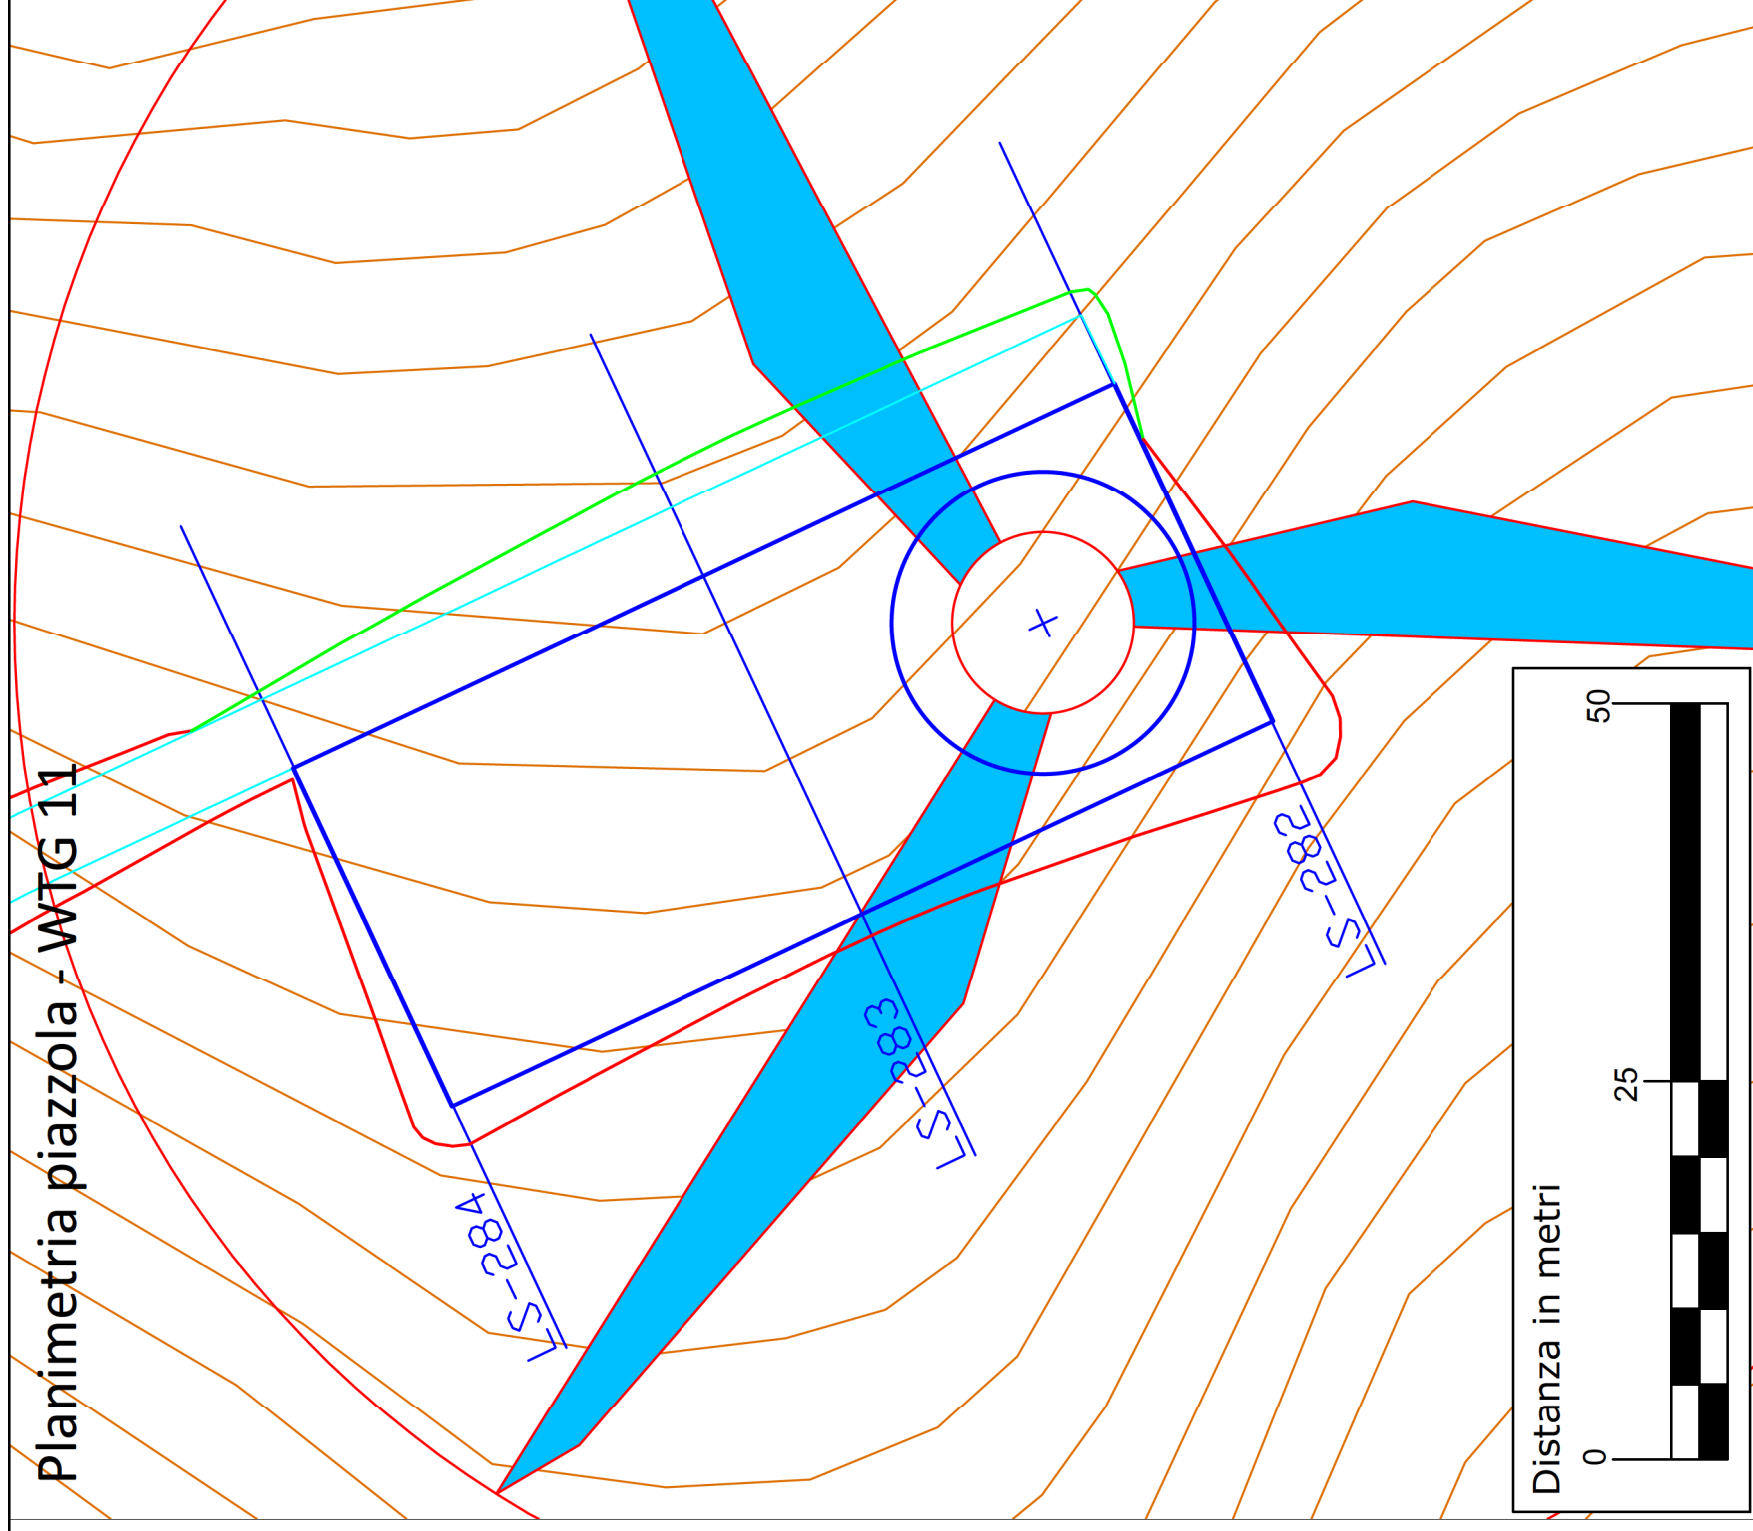 Planimetria piazzola - WTG 11
LS-284
LS-283
LS-282
Distanza in metri
0
25
50